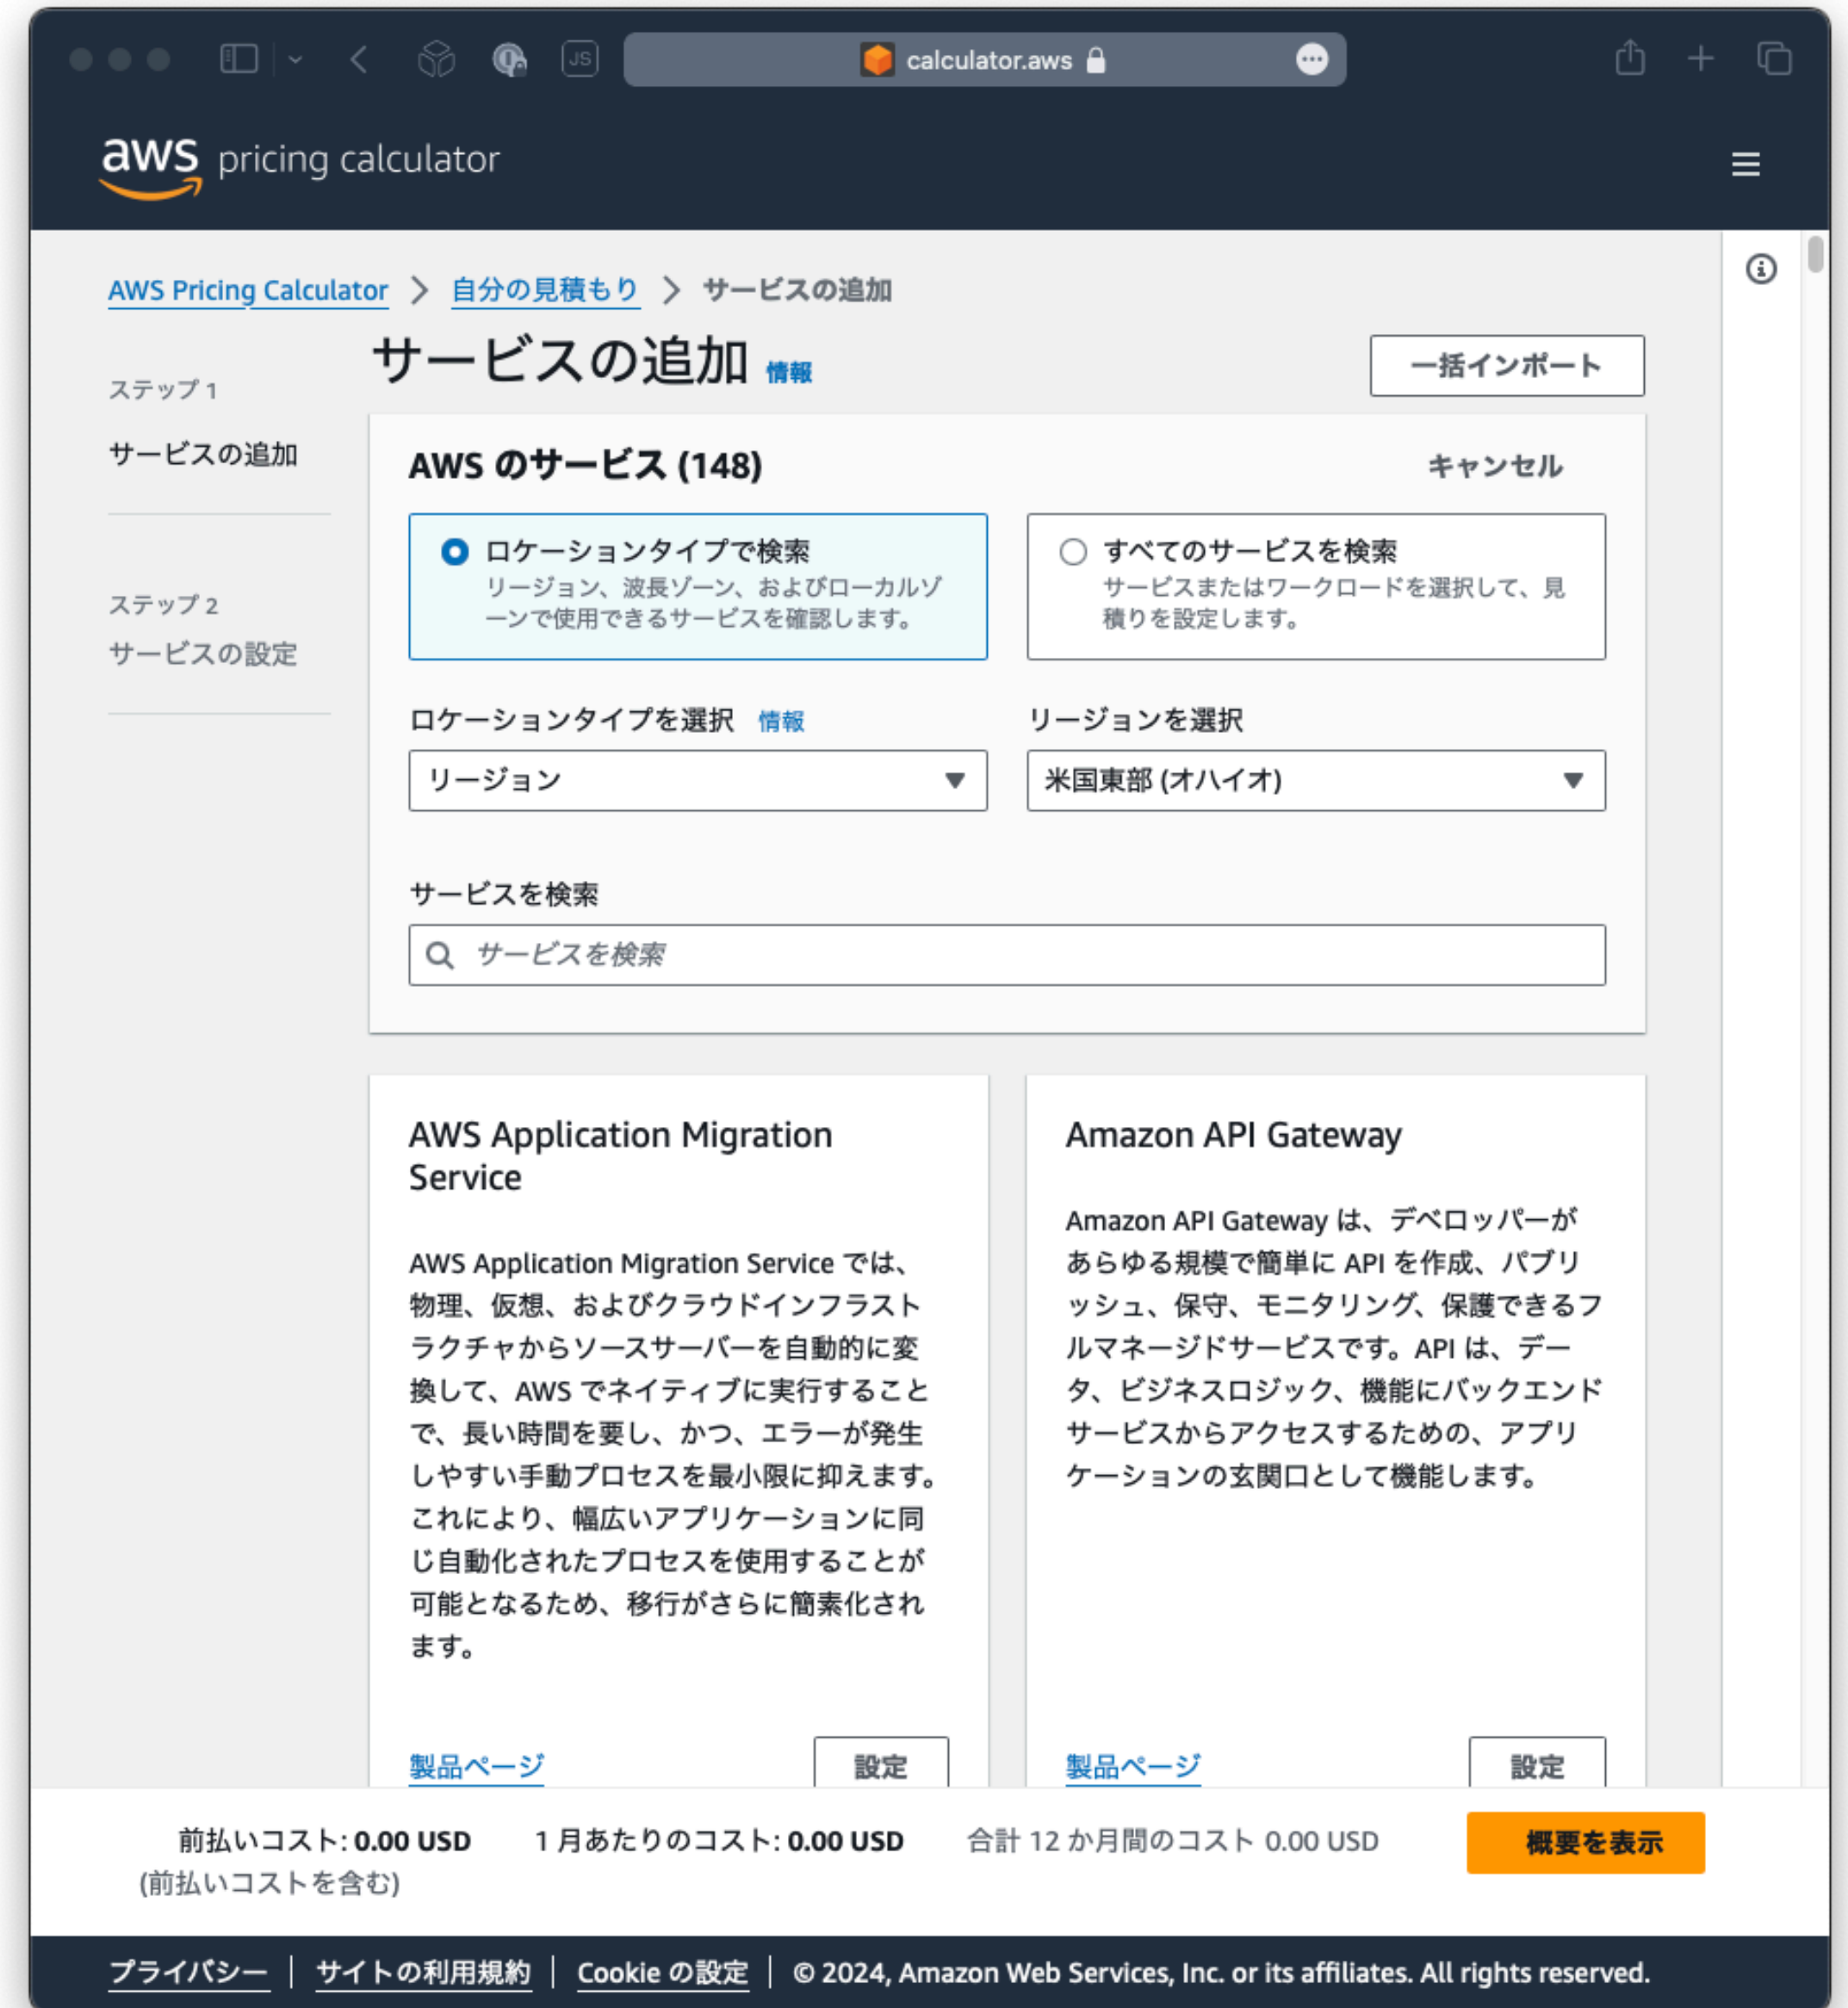 JS
calculator.aws
aws pricing calculator
AWS Pricing Calculator > 自分の見積もり > サービスの追加
ステップ 1
サービスの追加
ステップ 2
サービスの設定
サービスの追加 情報
一括インポート
AWS のサービス (148)
キャンセル
ロケーションタイプで検索
リージョン、波長ゾーン、およびローカルゾ
ーンで使用できるサービスを確認します。
すべてのサービスを検索
サービスまたはワークロードを選択して、見
積りを設定します。
ロケーションタイプを選択 情報
リージョン
リージョンを選択
米国東部 (オハイオ)
サービスを検索
サービスを検索
AWS Application Migration
Service
AWS Application Migration Service では、
物理、仮想、およびクラウドインフラスト
ラクチャからソースサーバーを自動的に変
換して、AWS でネイティブに実行すること
で、長い時間を要し、かつ、エラーが発生
しやすい手動プロセスを最小限に抑えます。
これにより、幅広いアプリケーションに同
じ自動化されたプロセスを使用することが
可能となるため、移行がさらに簡素化され
ます。
製品ページ
設定
Amazon API Gateway
Amazon API Gateway は、デベロッパーが
あらゆる規模で簡単に API を作成、パブリ
ッシュ、保守、モニタリング、保護できるフ
ルマネージドサービスです。API は、デー
タ、ビジネスロジック、機能にバックエンド
サービスからアクセスするための、アプリ
ケーションの玄関口として機能します。
製品ページ
設定
前払いコスト: 0.00 USD
1 月あたりのコスト: 0.00 USD
合計 12 か月間のコスト 0.00 USD
(前払いコストを含む)
概要を表示
プライバシー | サイトの利用規約 | Cookie の設定 | © 2024, Amazon Web Services, Inc. or its affiliates. All rights reserved.